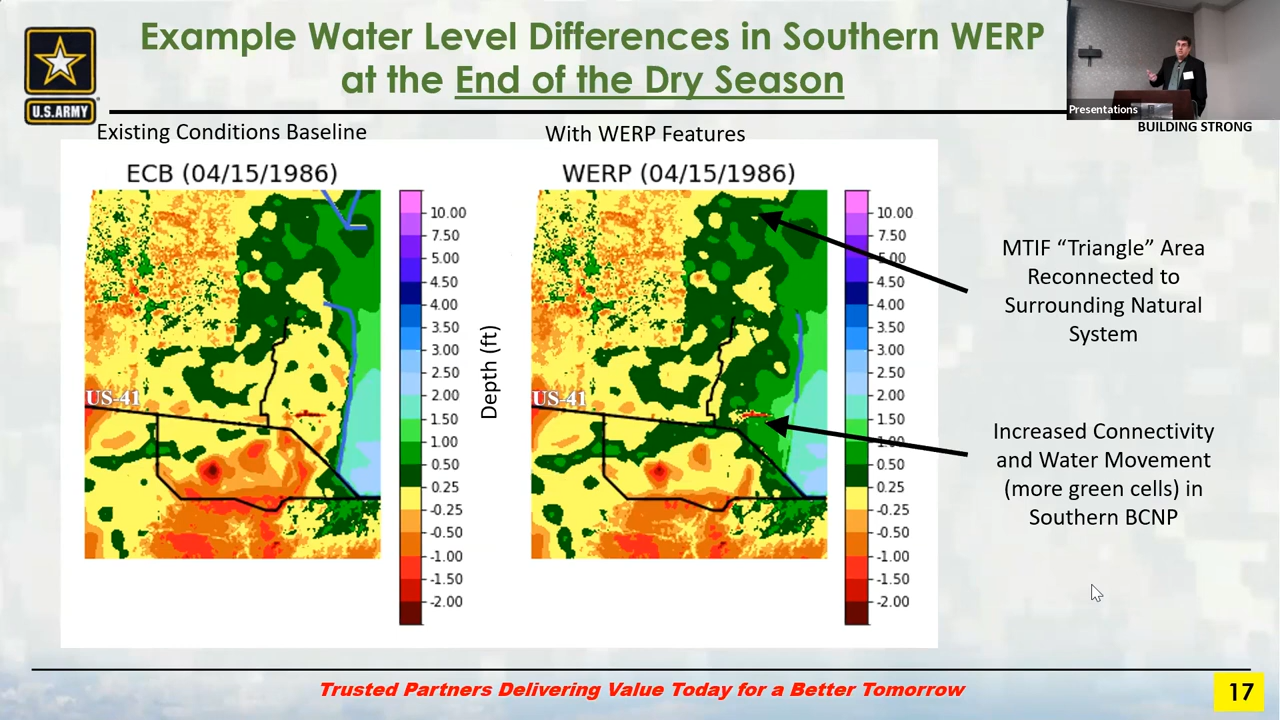 Example Water Level Differences in Southern WERP
at the End of the Dry Season
U.S.ARMY
Presentations
BUILDING STRONG
Existing Conditions Baseline
With WERP Features
ECB (04/15/1986)
WERP (04/15/1986)
10.00
7.50
5.00
4.50
4.00
3.50
3.00
2.50
2.00
1.50
1.00
0.50
0.25
-0.25
-0.50
-1.00
-1.50
-2.00
Depth (ft)
10.00
7.50
5.00
4.50
4.00
3.50
3.00
2.50
2.00
1.50
1.00
0.50
0.25
-0.25
-0.50
-1.00
-1.50
-2.00
US-41
US-41
MTIF “Triangle” Area
Reconnected to
Surrounding Natural
System
Increased Connectivity
and Water Movement
(more green cells) in
Southern BCNP
Trusted Partners Delivering Value Today for a Better Tomorrow
17